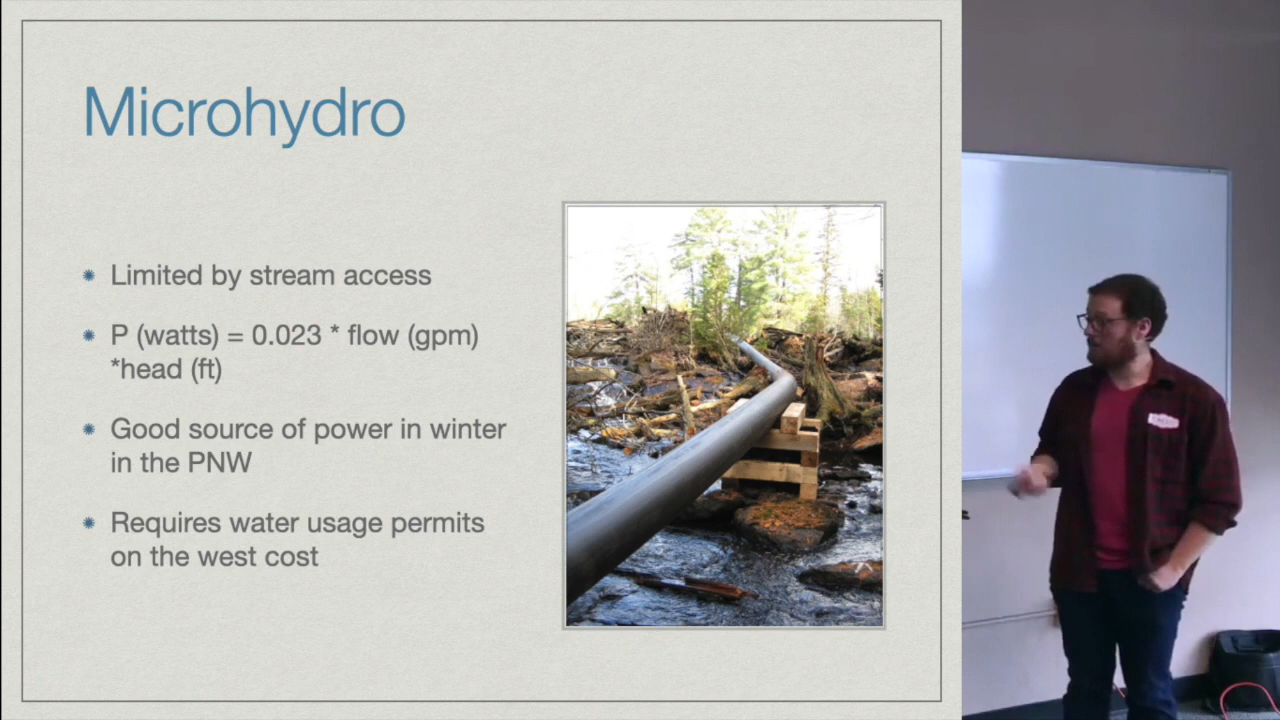 Microhydro
Limited by stream access
P (watts) = 0.023 * flow (gpm)
*head (ft)
Good source of power in winter
in the PNW
Requires water usage permits
on the west cost